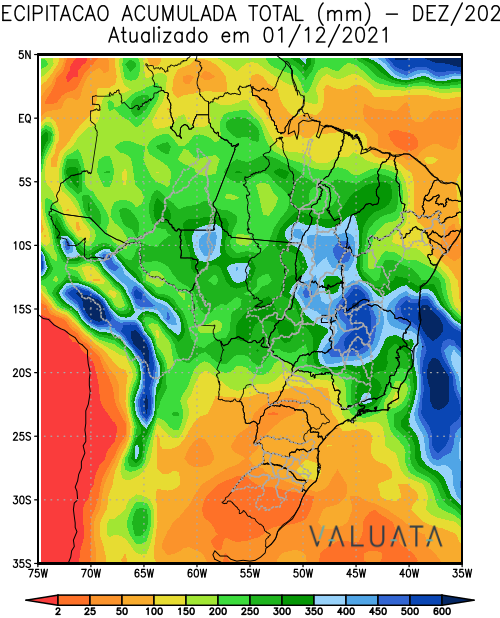 ECIPITACAO ACUMULADA TOTAL (mm) – DEZ/202
Atualizado em 01/12/2021
5N
EQ
5S
10S
15S
20S
25S
30S
35S
VALUATA
75W 70W 65W 60W 55W 50W 45W 40W 35W
2 25 50 100 150 200 250 300 350 400 450 500 600